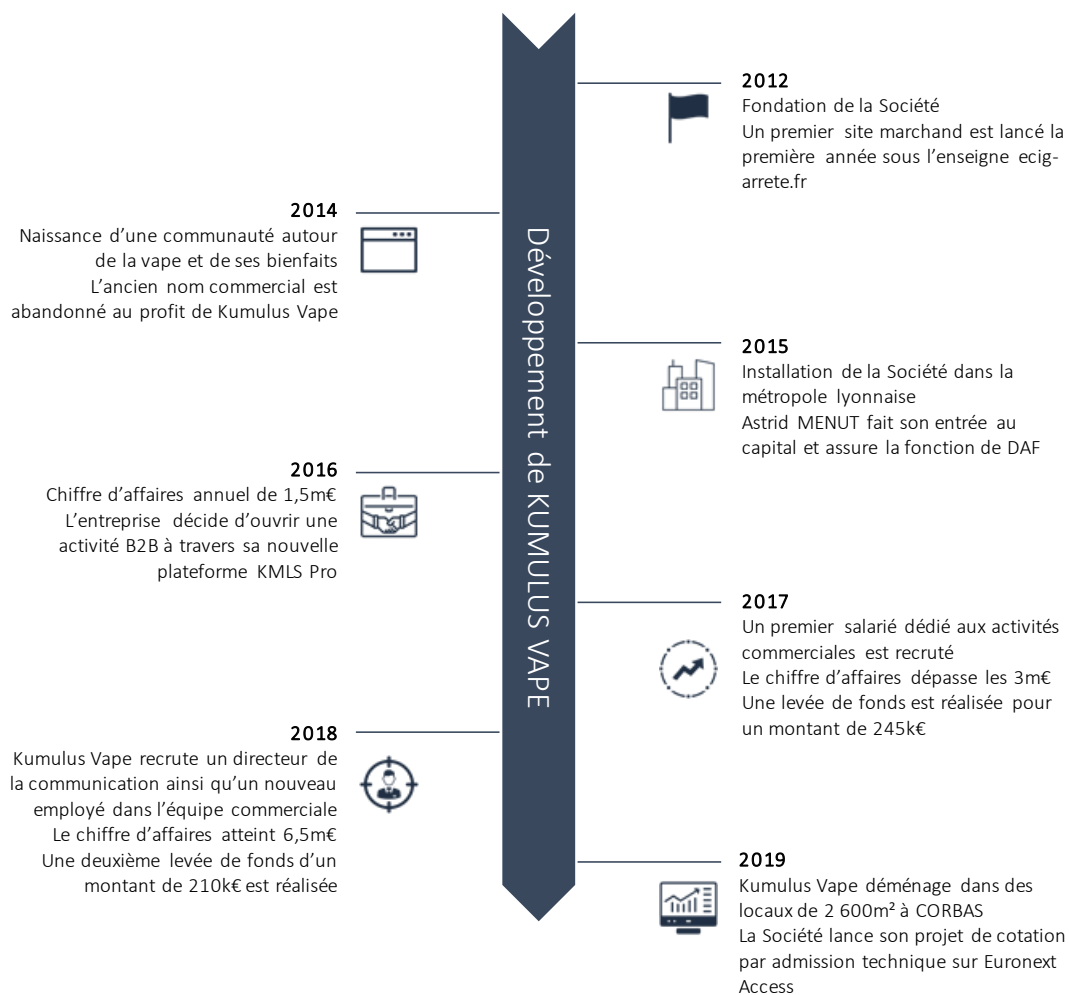 Développement de KUMULUS VAPE
2012
Fondation de la Société
Un premier site marchand est lancé la
première année sous l’enseigne ecig-
arrete.fr
2014
Naissance d’une communauté autour
de la vape et de ses bienfaits
L’ancien nom commercial est
abandonné au profit de Kumulus Vape
2015
Installation de la Société dans la
métropole lyonnaise
Astrid MENUT fait son entrée au
capital et assure la fonction de DAF
2016
Chiffre d’affaires annuel de 1,5m€
L’entreprise décide d’ouvrir une
activité B2B à travers sa nouvelle
plateforme KMLS Pro
2017
Un premier salarié dédié aux activités
commerciales est recruté
Le chiffre d’affaires dépasse les 3m€
Une levée de fonds est réalisée pour
un montant de 245k€
2018
Kumulus Vape recrute un directeur de
la communication ainsi qu’un nouveau
employé dans l’équipe commerciale
Le chiffre d’affaires atteint 6,5m€
Une deuxième levée de fonds d’un
montant de 210k€ est réalisée
2019
Kumulus Vape déménage dans des
locaux de 2 600m² à CORBAS
La Société lance son projet de cotation
par admission technique sur Euronext
Access